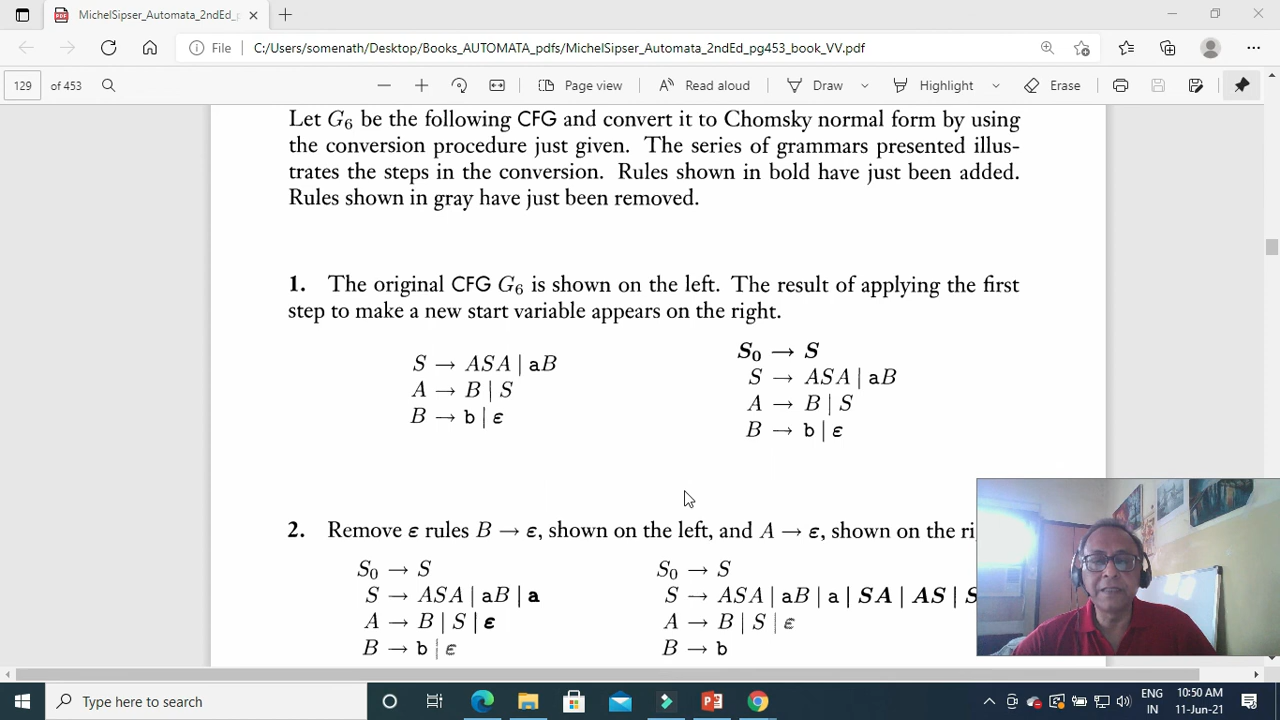 MichelSipser_Automata_2ndEd_
File
C:/Users/somenath/Desktop/Books_AUTOMATA_pdfs/MichelSipser_Automata_2ndEd_pg453_book_VV.pdf
129 of 453
Page view
Read aloud
Draw
Highlight
Erase
Let G6 be the following CFG and convert it to Chomsky normal form by using
the conversion procedure just given. The series of grammars presented illus-
trates the steps in the conversion. Rules shown in bold have just been added.
Rules shown in gray have just been removed.
1. The original CFG G6 is shown on the left. The result of applying the first
step to make a new start variable appears on the right.
S → ASA | aB
A → B | S
B → b | ε
S0 → S
S → ASA | aB
A → B | S
B → b | ε
2. Remove ε rules B → ε, shown on the left, and A → ε, shown on the ri
S0 → S
S → ASA | aB | a
A → B | S | ε
B → b | ε
S0 → S
S → ASA | aB | a | SA | AS | S
A → B | S | ε
B → b
Type here to search
ENG
IN
10:50 AM
11-Jun-21